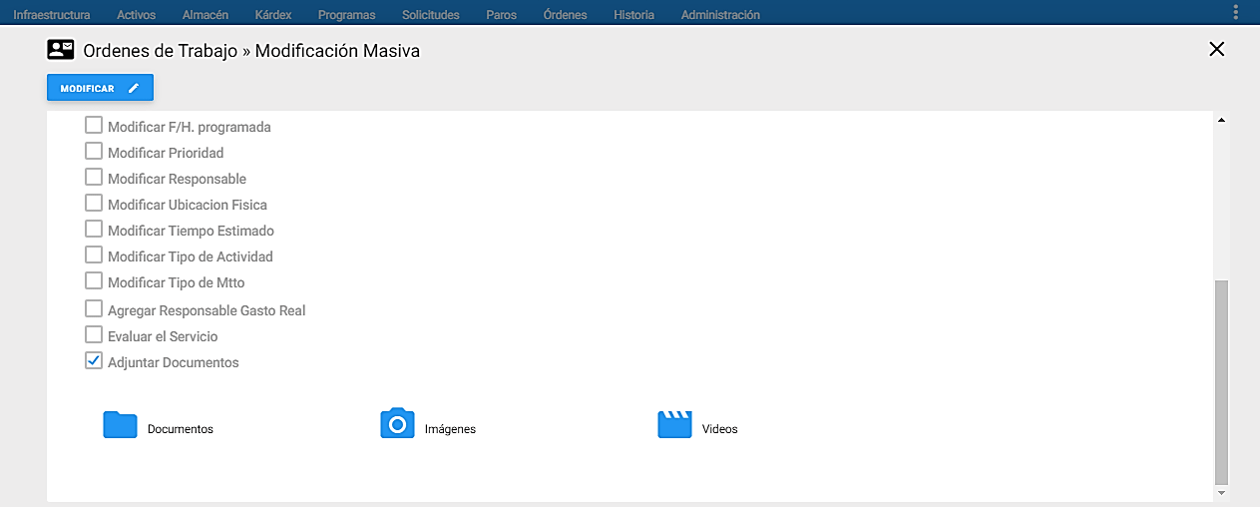 Infraestructura Activos Almacén Kárdex Programas Solicitudes Paros Órdenes Historia Administración
Ordenes de Trabajo » Modificación Masiva
MODIFICAR
Modificar F/H. programada
Modificar Prioridad
Modificar Responsable
Modificar Ubicacion Fisica
Modificar Tiempo Estimado
Modificar Tipo de Actividad
Modificar Tipo de Mtto
Agregar Responsable Gasto Real
Evaluar el Servicio
Adjuntar Documentos
Documentos Imágenes Videos